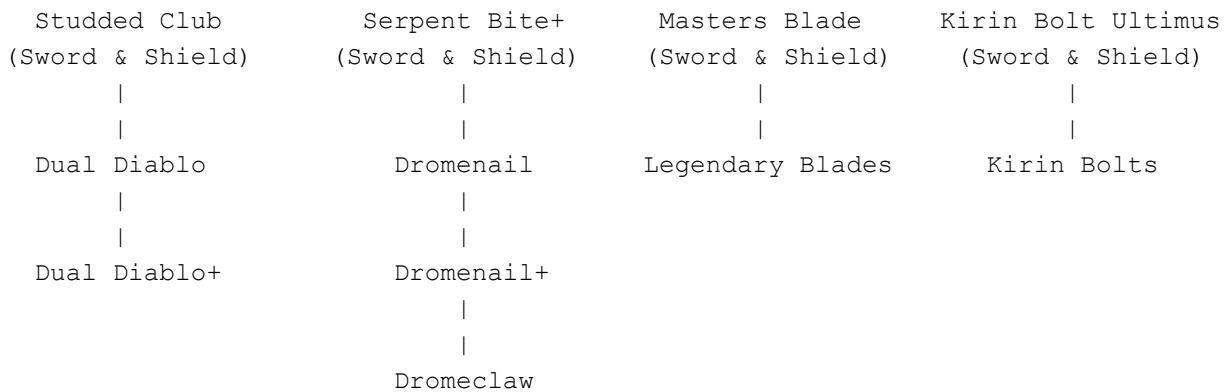 Studded Club Serpent Bite+ Masters Blade Kirin Bolt Ultimus
(Sword & Shield) (Sword & Shield) (Sword & Shield) (Sword & Shield)
| | | |
| | | |
Dual Diablo Dromenail Legendary Blades Kirin Bolts
| |
| |
Dual Diablo+ Dromenail+
|
|
Dromeclaw